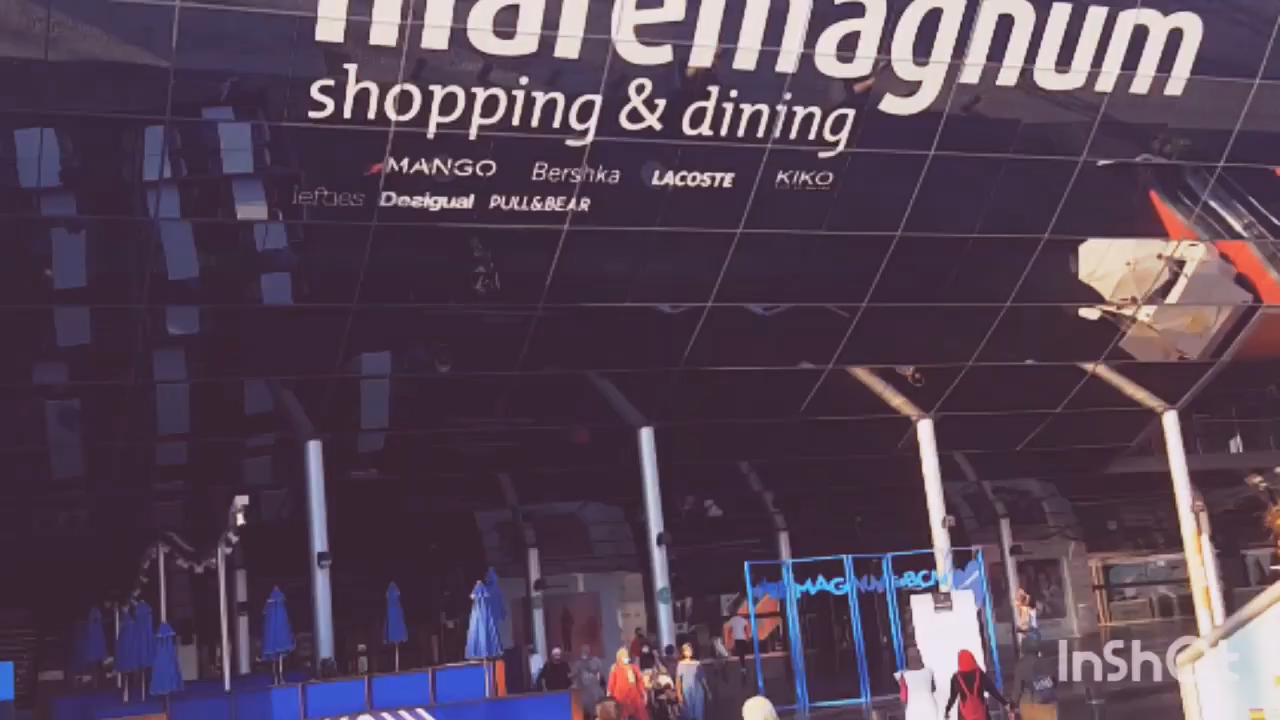 maremagnum
shopping & dining
MANGO Bershka LACOSTE KIKO
lefties Desigual PULL&BEAR
InShOt